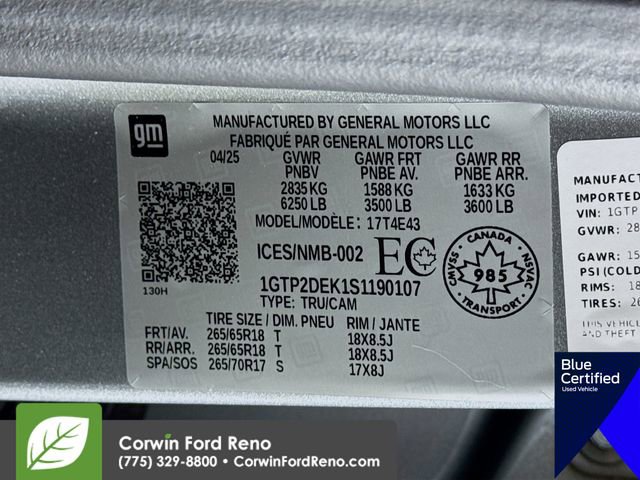 gm
MANUFACTURED BY GENERAL MOTORS LLC
FABRIQUÉ PAR GENERAL MOTORS LLC
04/25 GVWR GAWR FRT GAWR RR
PNBV PNBE AV. PNBE ARR.
2835 KG 1588 KG 1633 KG
6250 LB 3500 LB 3600 LB
MODEL/MODÈLE: 17T4E43
ICES/NMB-002 EC
130H
1GTP2DEK1S1190107
TYPE: TRU/CAM
CANADA
CMVSS 985 NSVAC
TRANSPORT
TIRE SIZE / DIM. PNEU RIM / JANTE
FRT/AV. 265/65R18 T 18X8.5J
RR/ARR. 265/65R18 T 18X8.5J
SPA/SOS 265/70R17 S 17X8J
MANUFACT
IMPORTED
VIN: 1GTP
GVWR: 28
GAWR: 15
PSI (COLD
RIMS: 18
TIRES: 26
THIS VEHICLE
AND THEFT
Blue
Certified
Used Vehicle
Corwin Ford Reno
(775) 329-8800 • CorwinFordReno.com